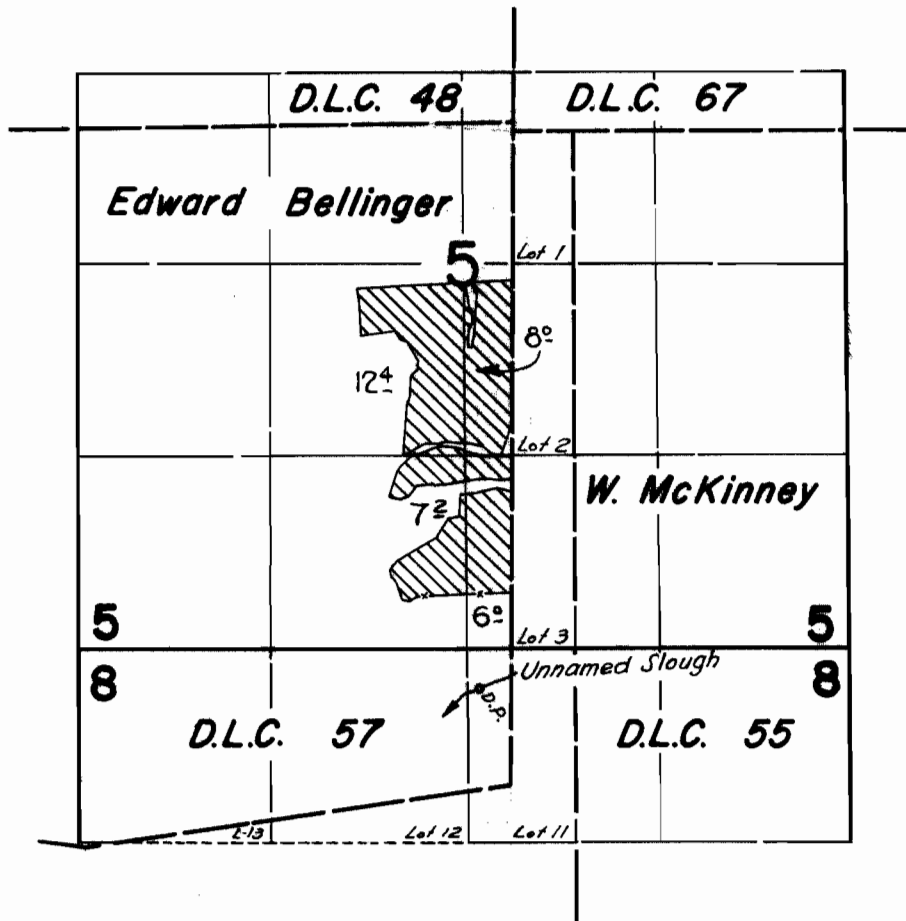 D.L.C. 48
D.L.C. 67
Edward Bellinger
5
Lot 1
8º
12⁴
Lot 2
W. McKinney
7²
6º
5
5
Lot 3
8
8
Unnamed Slough
D.P.
D.L.C. 57
D.L.C. 55
L-13
Lot 12
Lot 11